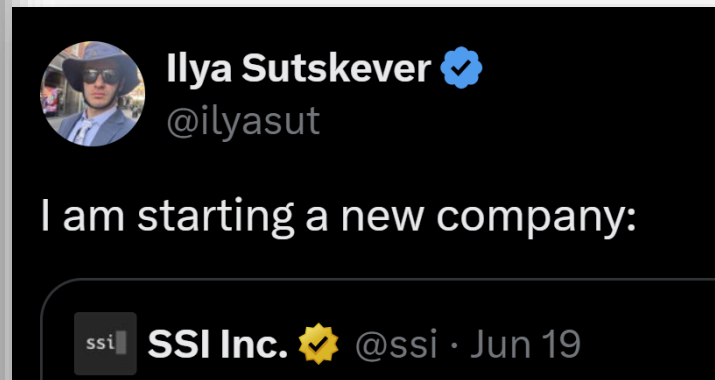 Ilya Sutskever
@ilyasut
I am starting a new company:
ssi
SSI Inc. @ssi · Jun 19